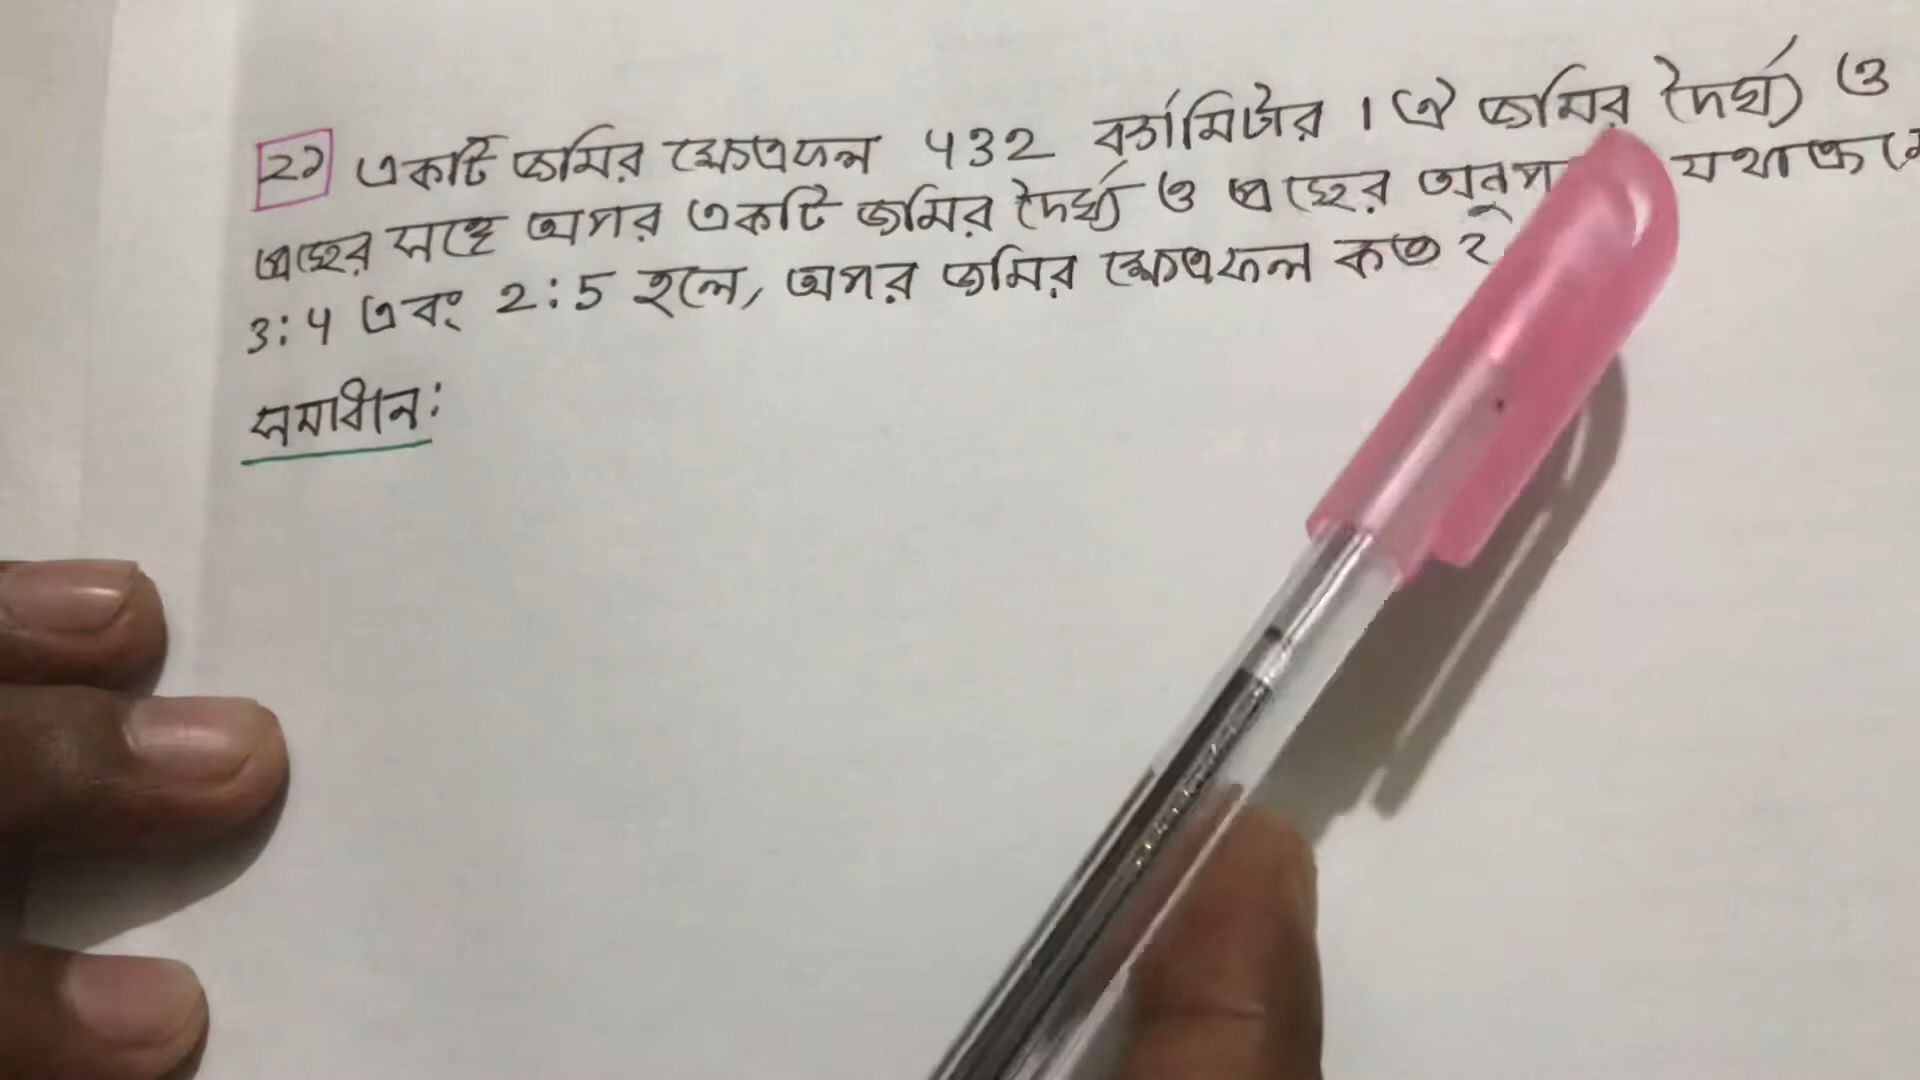 ২১ একটি জমির ক্ষেত্রফল 432 বর্গমিটার । ঐ জমির দৈর্ঘ্য ও
প্রস্থের সঙ্গে অপর একটি জমির দৈর্ঘ্য ও প্রস্থের যথাক্রমে
3:4 এবং 2:5 হলে, অপর জমির ক্ষেত্রফল কত ?
সমাধান: